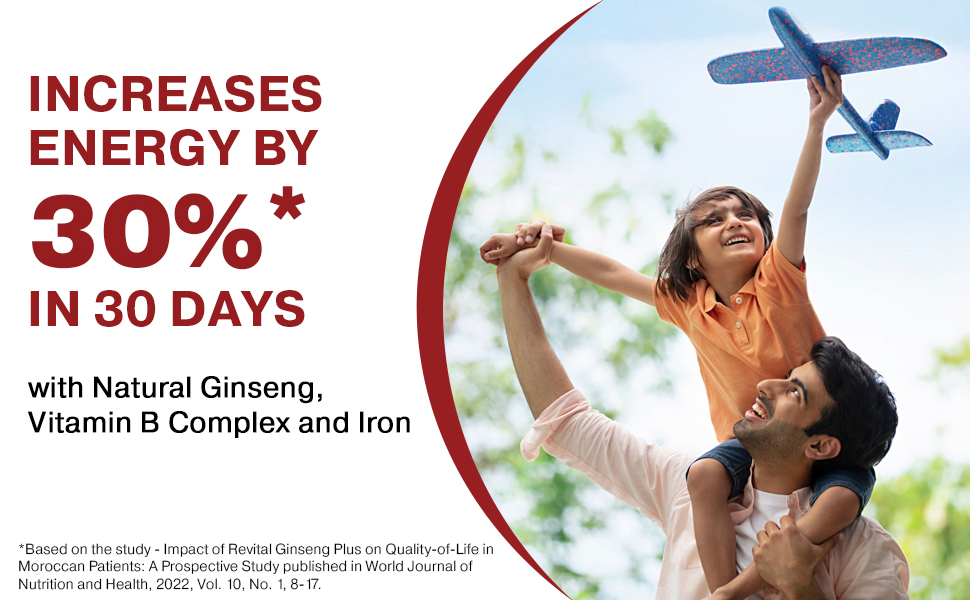 INCREASES
ENERGY BY
30%*
IN 30 DAYS
with Natural Ginseng,
Vitamin B Complex and Iron
*Based on the study - Impact of Revital Ginseng Plus on Quality-of-Life in
Moroccan Patients: A Prospective Study published in World Journal of
Nutrition and Health, 2022, Vol. 10, No. 1, 8-17.